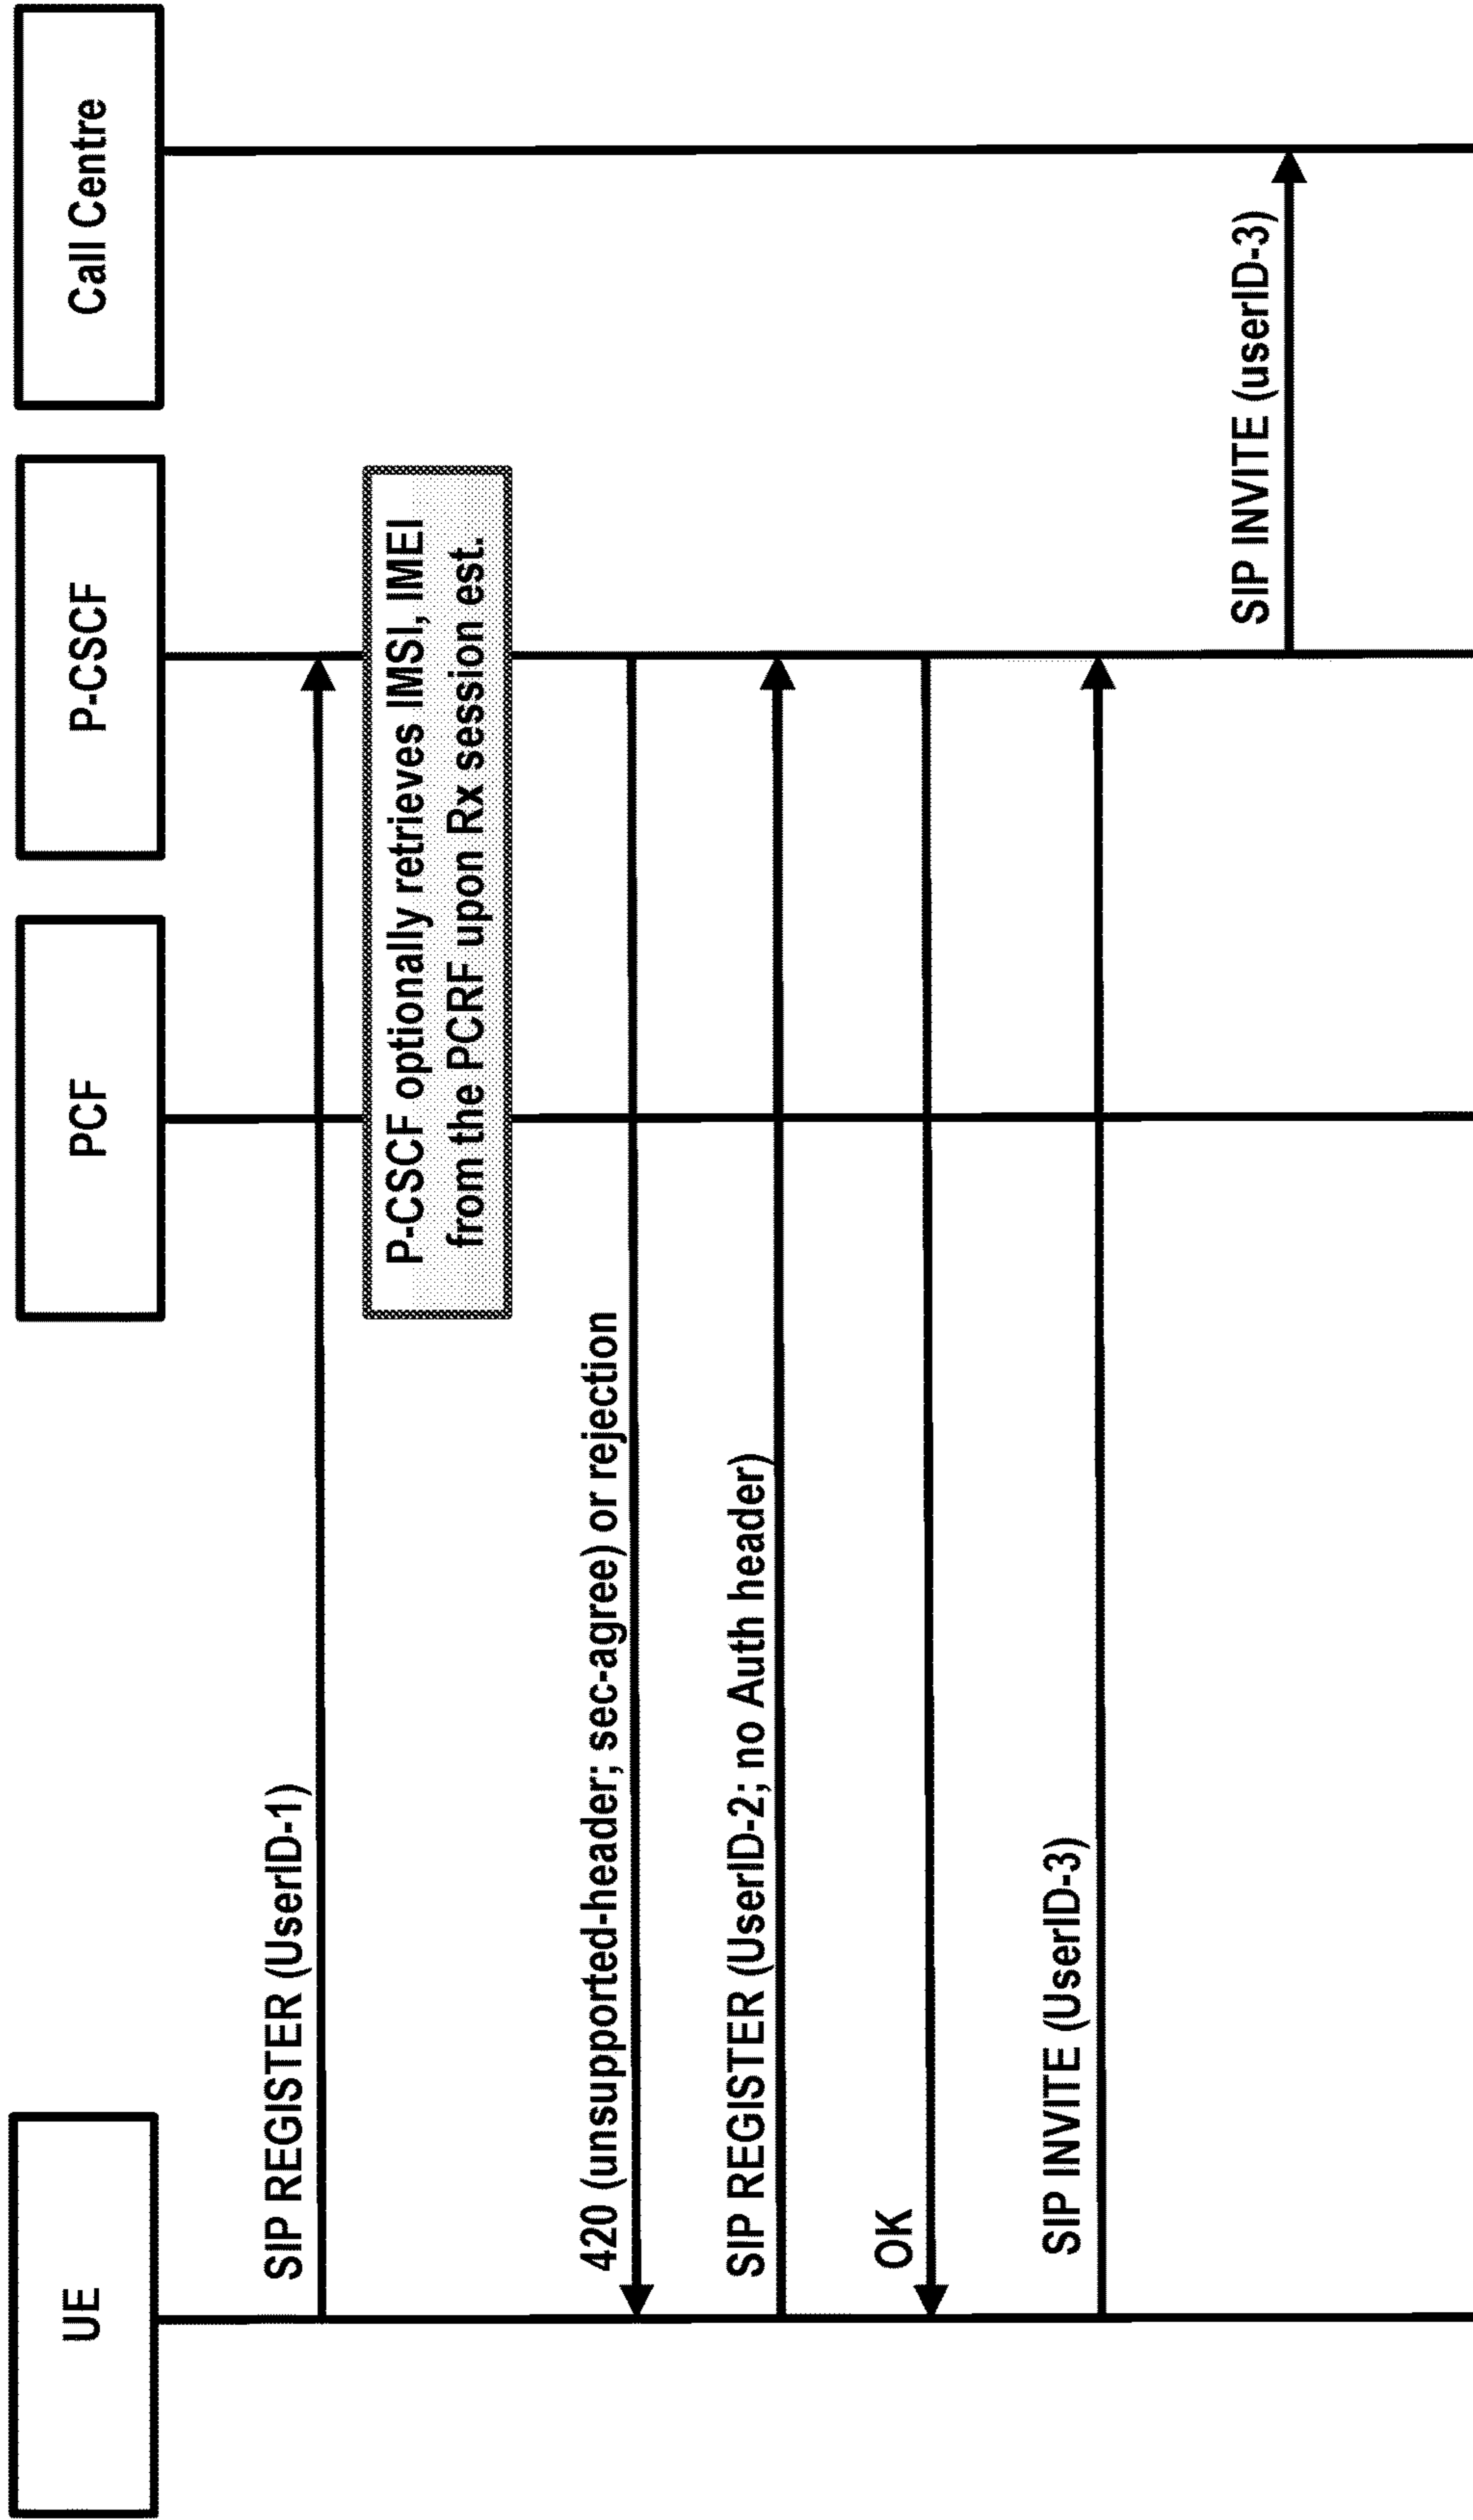 UE
PCF
P-CSCF
Call Centre
SIP REGISTER (UserID-1)
P-CSCF optionally retrieves IMSI, IMEI
from the PCRF upon Rx session est.
420 (unsupported-header; sec-agree) or rejection
SIP REGISTER (UserID-2; no Auth header)
OK
SIP INVITE (UserID-3)
SIP INVITE (userID-3)